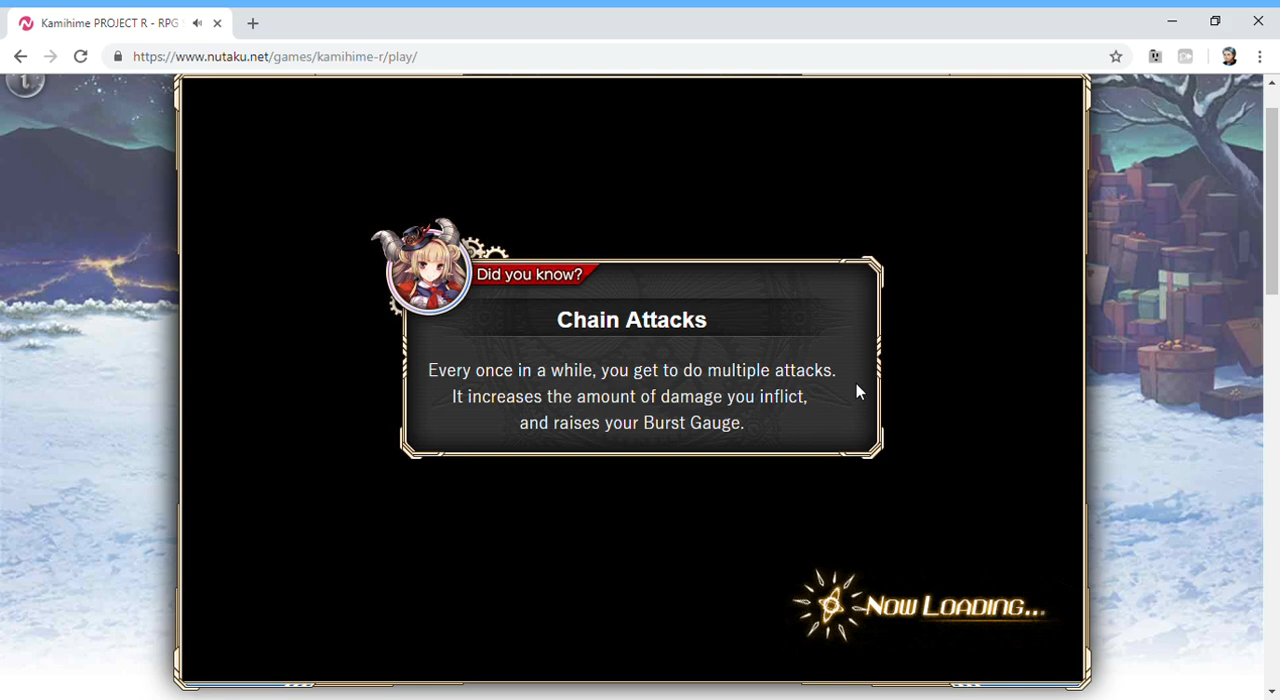 Kamihime PROJECT R - RPG
https://www.nutaku.net/games/kamihime-r/play/
Did you know?
Chain Attacks
Every once in a while, you get to do multiple attacks.
It increases the amount of damage you inflict,
and raises your Burst Gauge.
Now Loading...